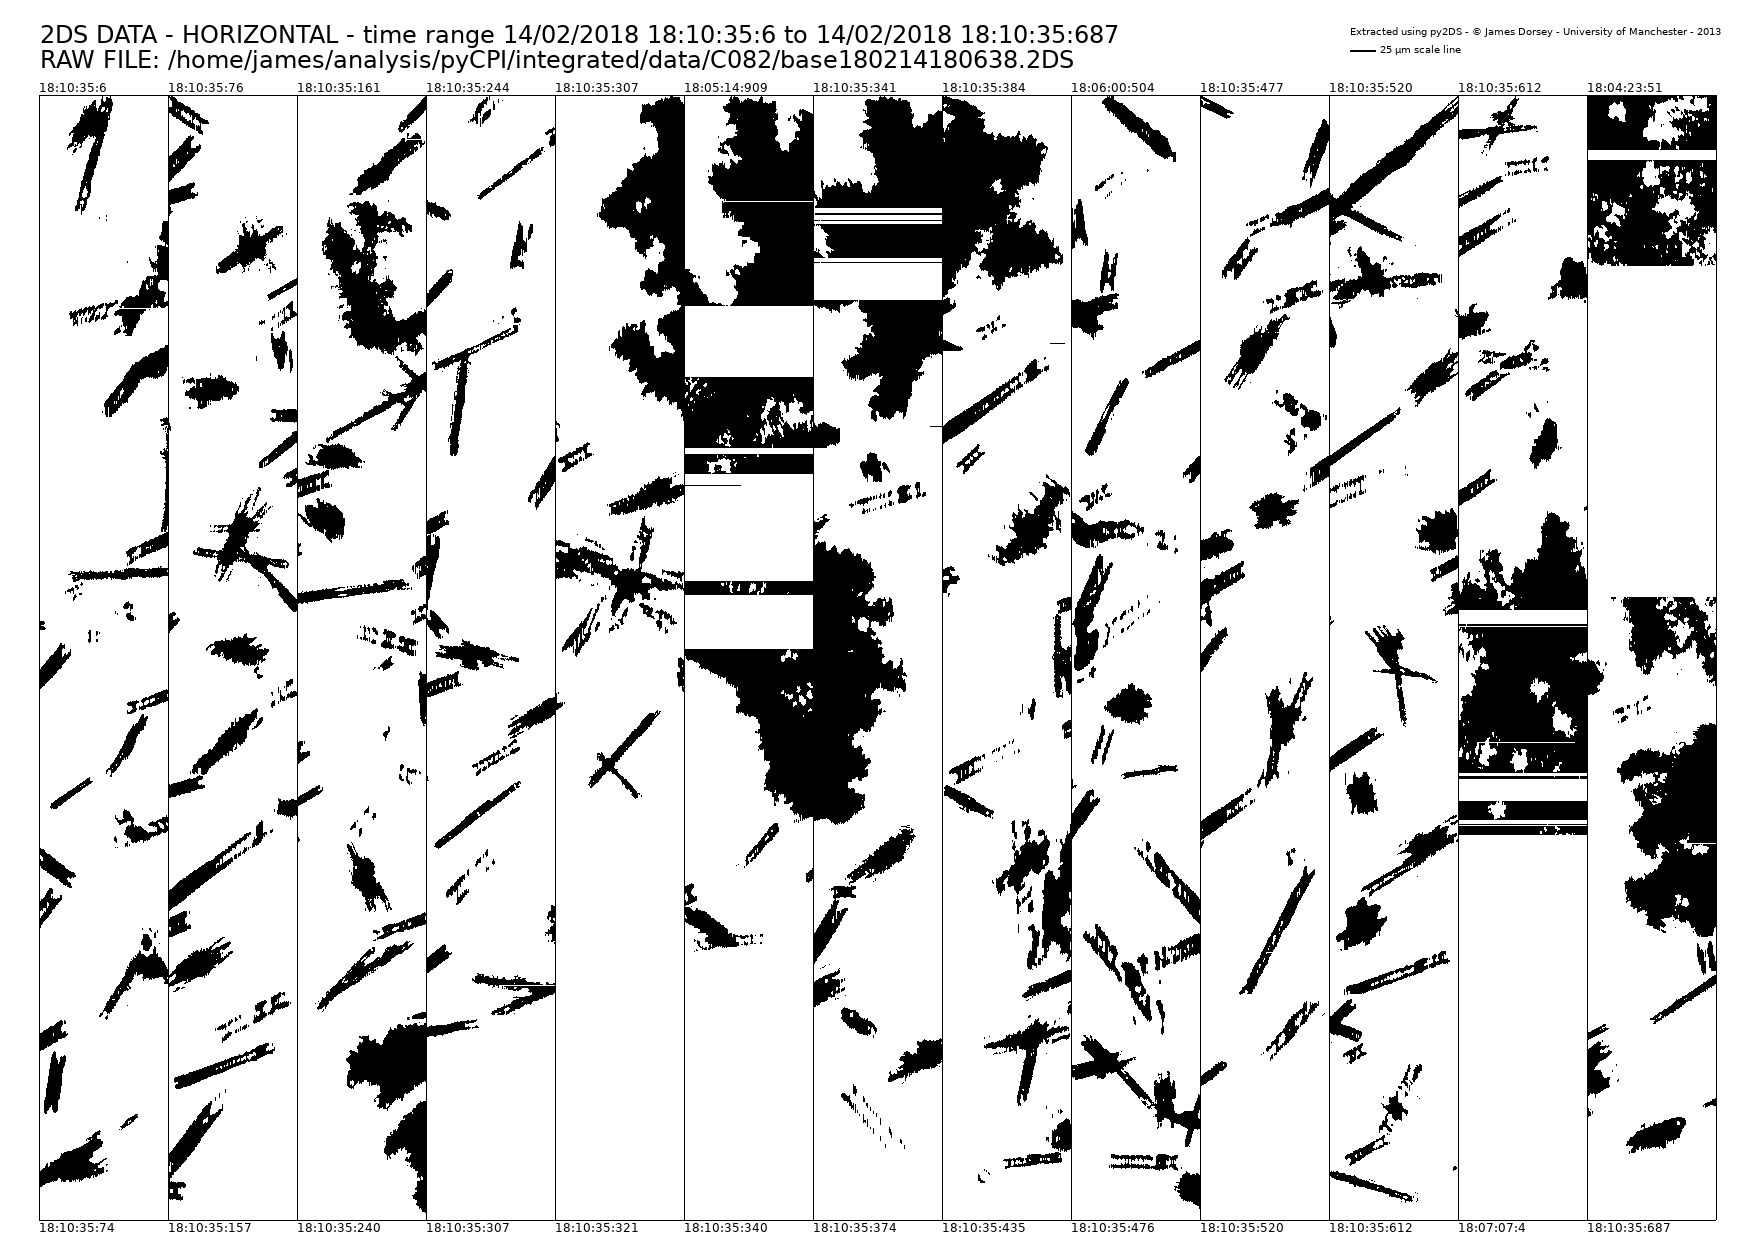 2DS DATA - HORIZONTAL - time range 14/02/2018 18:10:35:6 to 14/02/2018 18:10:35:687
RAW FILE: /home/james/analysis/pyCPI/integrated/data/C082/base180214180638.2DS
Extracted using py2DS - © James Dorsey - University of Manchester - 2013
25 µm scale line
18:10:35:6 18:10:35:76 18:10:35:161 18:10:35:244 18:10:35:307 18:05:14:909 18:10:35:341 18:10:35:384 18:06:00:504 18:10:35:477 18:10:35:520 18:10:35:612 18:04:23:51
18:10:35:74 18:10:35:157 18:10:35:240 18:10:35:307 18:10:35:321 18:10:35:340 18:10:35:374 18:10:35:435 18:10:35:476 18:10:35:520 18:10:35:612 18:07:07:4 18:10:35:687